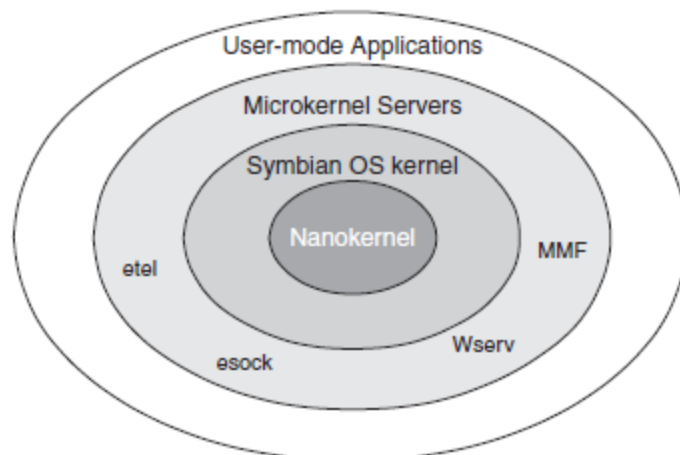 User-mode Applications
Microkernel Servers
Symbian OS kernel
Nanokernel
MMF
etel
Wserv
esock